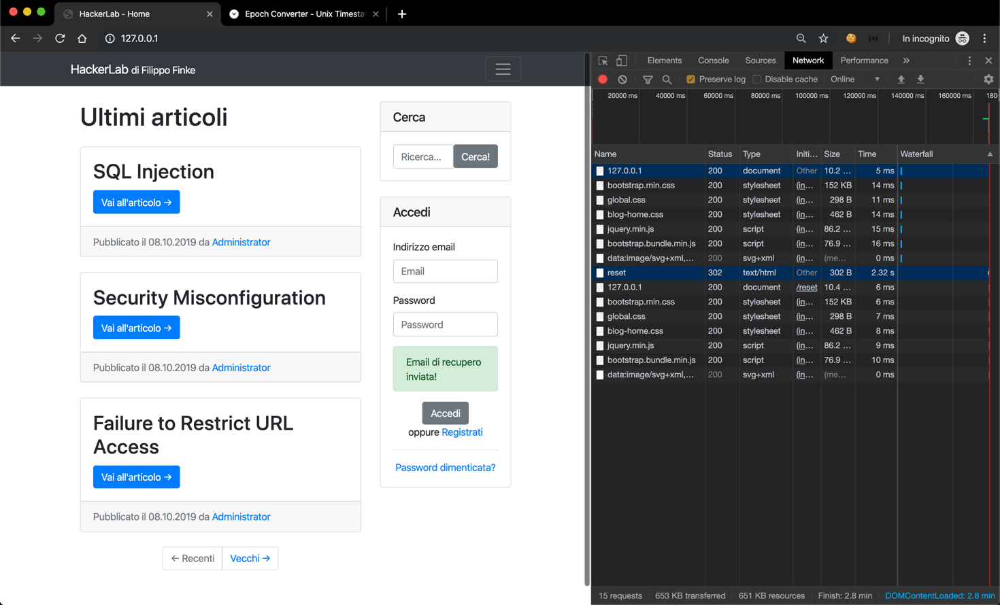 HackerLab - Home
Epoch Converter - Unix Timesta
127.0.0.1
In incognito
HackerLab di Filippo Finke
Ultimi articoli
SQL Injection
Vai all'articolo →
Pubblicato il 08.10.2019 da Administrator
Security Misconfiguration
Vai all'articolo →
Pubblicato il 08.10.2019 da Administrator
Failure to Restrict URL
Access
Vai all'articolo →
Pubblicato il 08.10.2019 da Administrator
← Recenti Vecchi →
Cerca
Ricerca... Cerca!
Accedi
Indirizzo email
Email
Password
Password
Email di recupero
inviata!
Accedi
oppure Registrati
Password dimenticata?
Elements Console Sources Network Performance »
Preserve log Disable cache Online
20000 ms 40000 ms 60000 ms 80000 ms 100000 ms 120000 ms 140000 ms 160000 ms 180
Name Status Type Initi... Size Time Waterfall
127.0.0.1 200 document Other 10.2 ... 5 ms
bootstrap.min.css 200 stylesheet (in... 152 KB 14 ms
global.css 200 stylesheet (in... 298 B 11 ms
blog-home.css 200 stylesheet (in... 462 B 14 ms
jquery.min.js 200 script (in... 86.2 ... 15 ms
bootstrap.bundle.min.js 200 script (in... 76.9 ... 16 ms
data:image/svg+xml,... 200 svg+xml (in... (me... 0 ms
reset 302 text/html Other 302 B 2.32 s
127.0.0.1 200 document /reset 10.4 ... 6 ms
bootstrap.min.css 200 stylesheet (in... 152 KB 6 ms
global.css 200 stylesheet (in... 298 B 7 ms
blog-home.css 200 stylesheet (in... 462 B 8 ms
jquery.min.js 200 script (in... 86.2 ... 9 ms
bootstrap.bundle.min.js 200 script (in... 76.9 ... 10 ms
data:image/svg+xml,... 200 svg+xml (in... (me... 0 ms
15 requests 653 KB transferred 651 KB resources Finish: 2.8 min DOMContentLoaded: 2.8 min